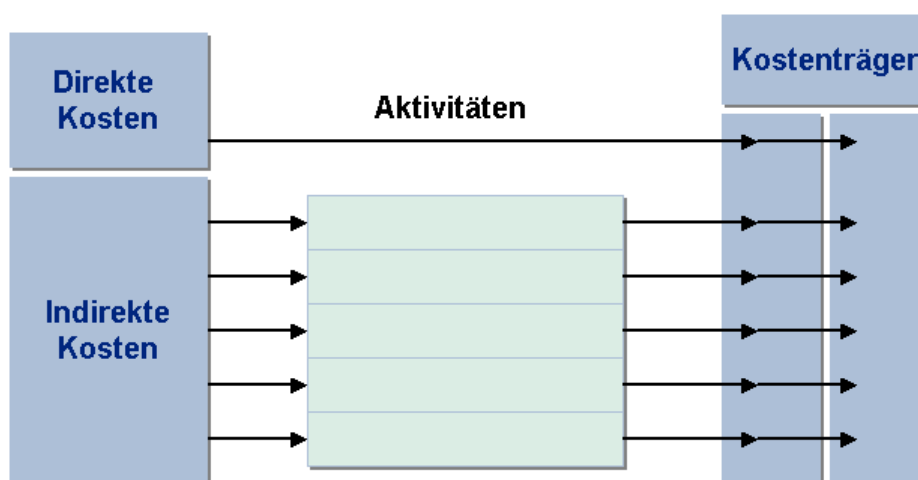 Direkte
Kosten
Aktivitäten
Kostenträger
Indirekte
Kosten